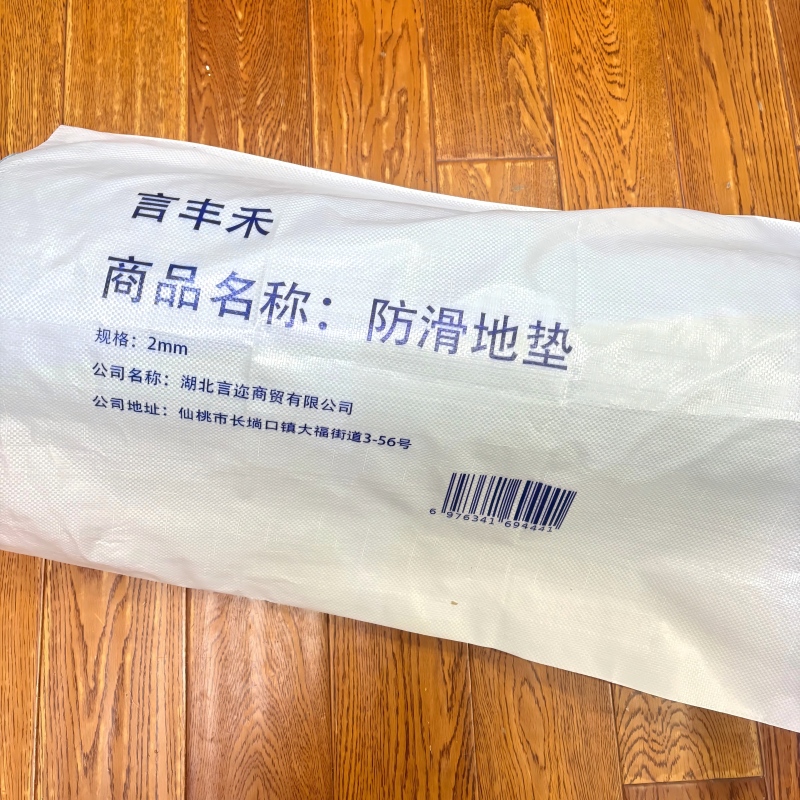 言丰禾
商品名称：防滑地垫
规格：2mm
公司名称：湖北言迩商贸有限公司
公司地址：仙桃市长埫口镇大福街道3-56号
6 976341 694441